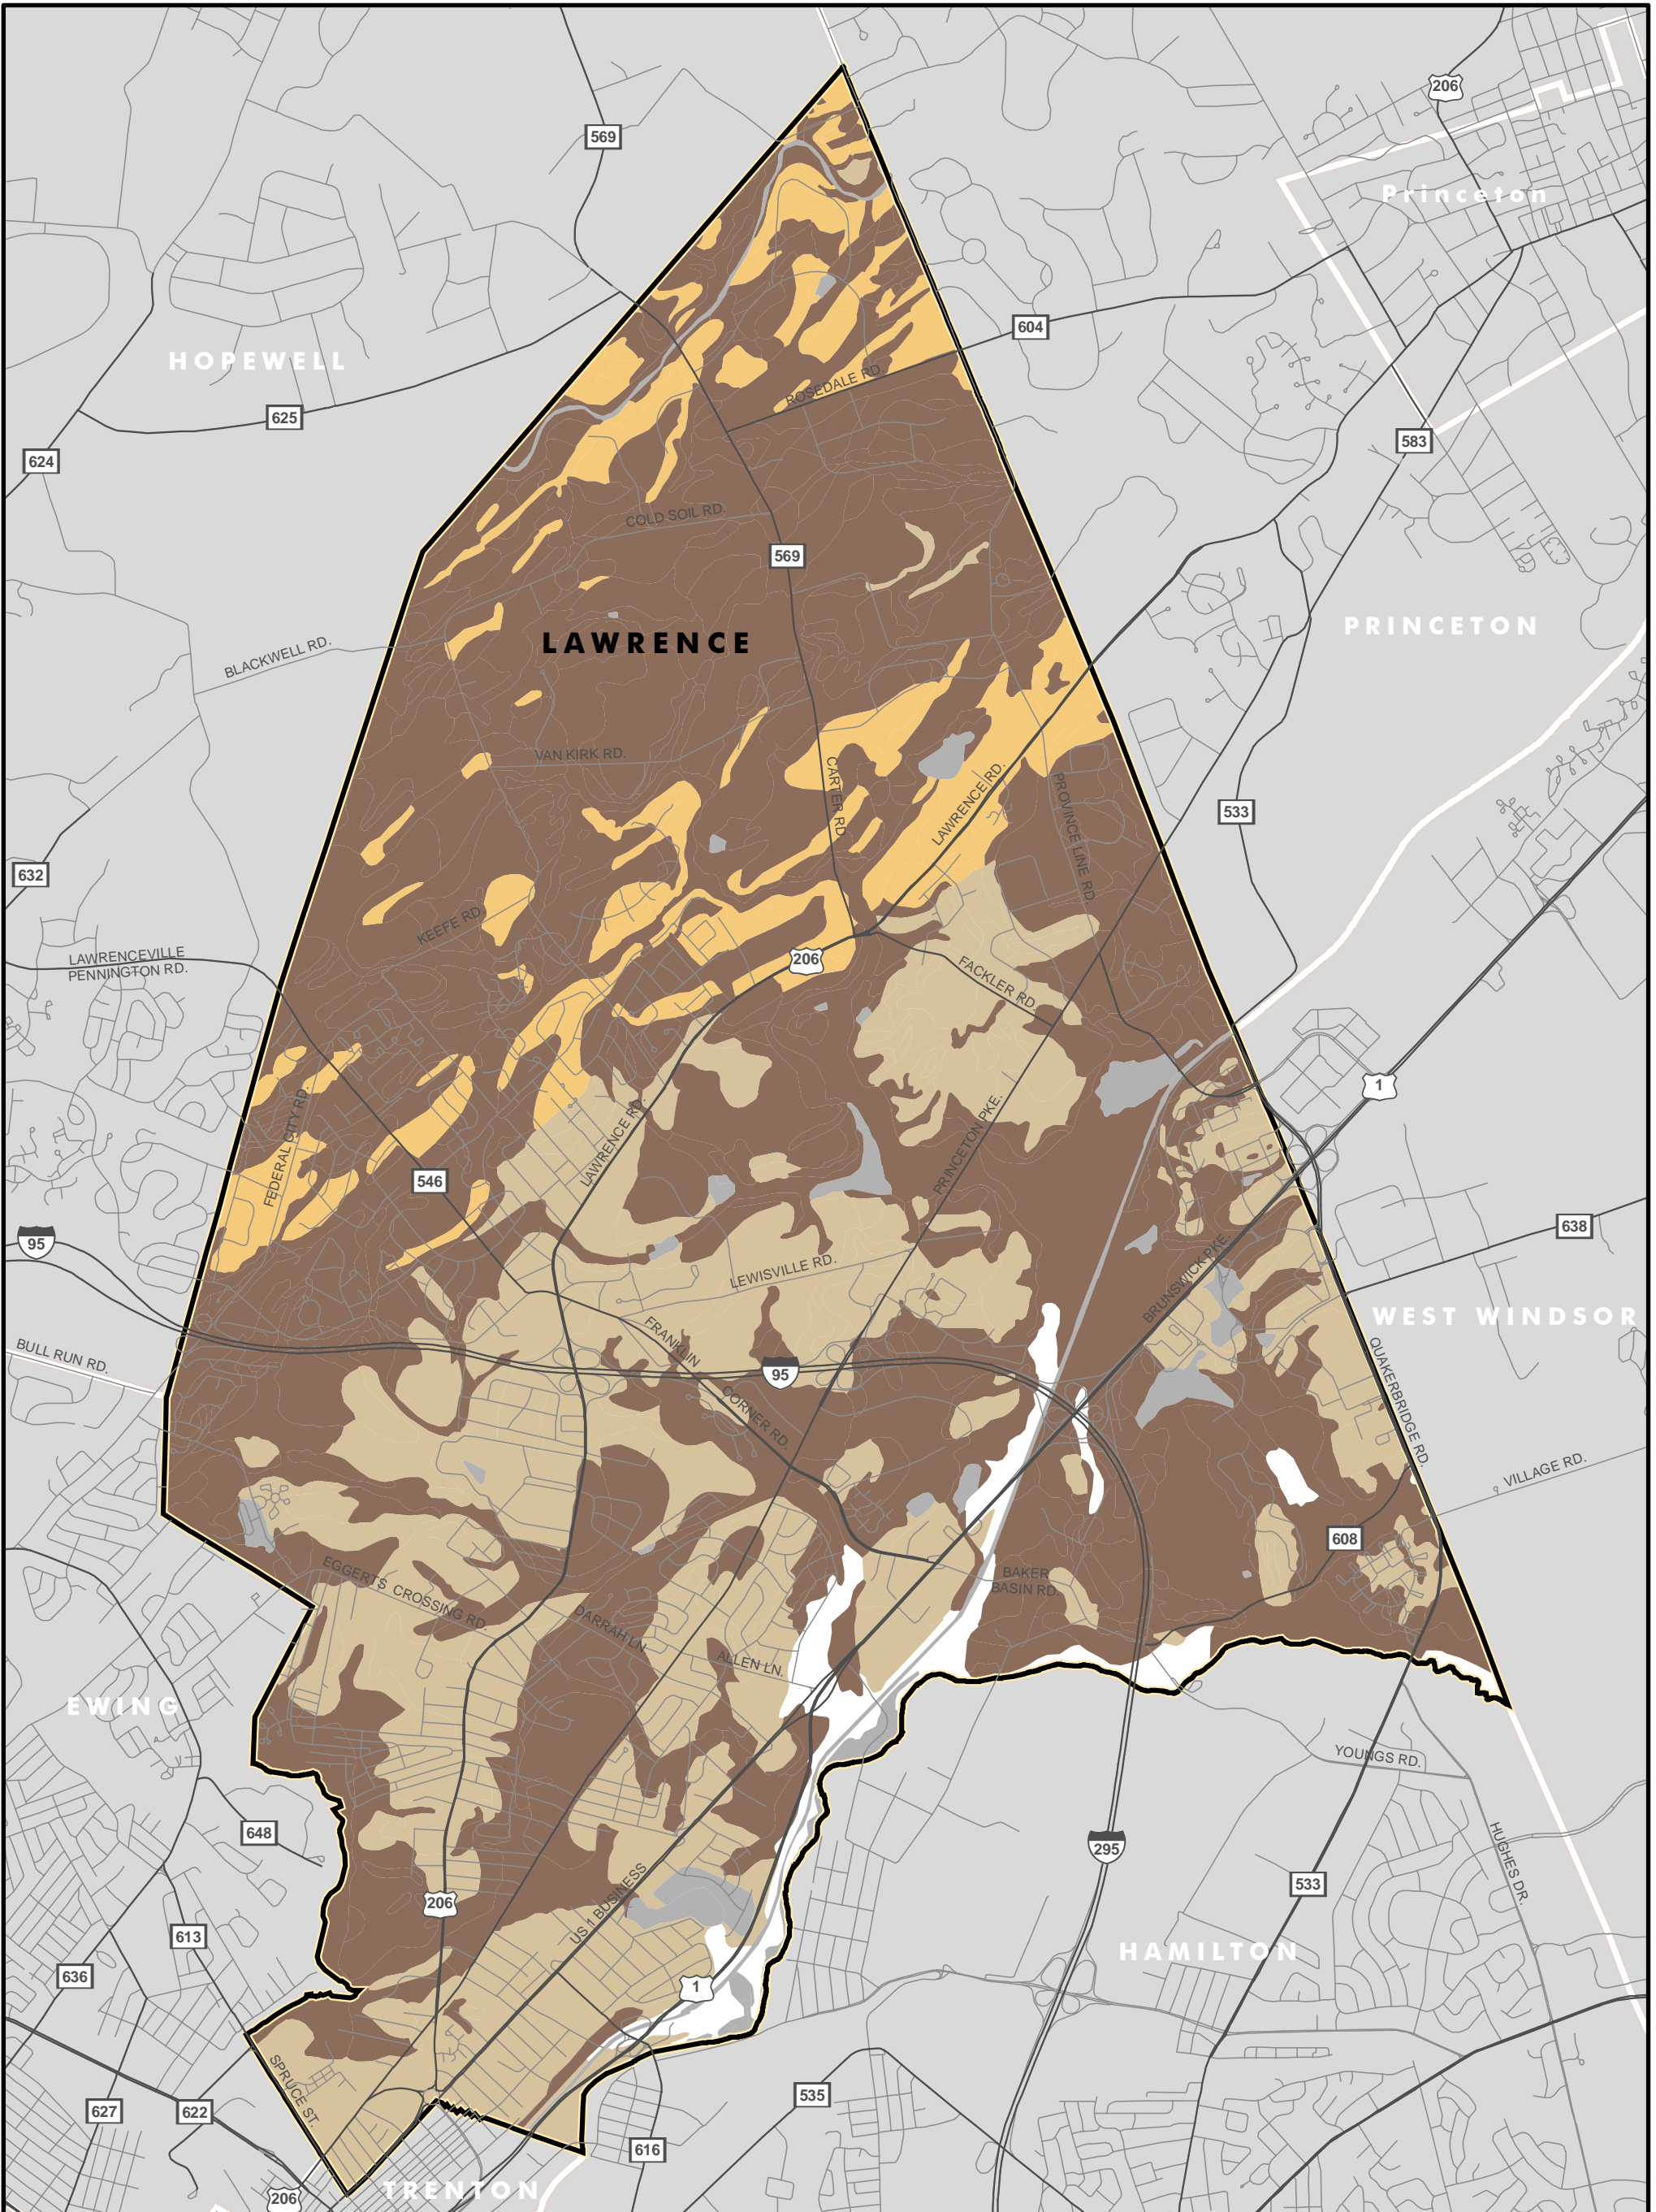 206
569
Princeton
604
HOPEWELL
ROSEDALE RD.
625
583
624
COLD SOIL RD.
569
LAWRENCE
PRINCETON
BLACKWELL RD.
VAN KIRK RD.
CARTER RD.
LAWRENCE RD.
PROVINCE LINE RD.
533
632
KEEFE RD.
LAWRENCEVILLE
PENNINGTON RD.
206
FACKLER RD.
1
FEDERAL CITY RD.
LAWRENCE RD.
PRINCETON PKE.
546
638
95
LEWISVILLE RD.
BRUNSWICK PKE.
WEST WINDSOR
BULL RUN RD.
FRANKLIN
CORNER RD.
95
QUAKERBRIDGE RD.
VILLAGE RD.
608
EGGERTS CROSSING RD.
BAKER
BASIN RD.
DARRAH LN.
ALLEN LN.
EWING
YOUNGS RD.
648
295
HUGHES DR.
533
206
US 1 BUSINESS
613
HAMILTON
636
1
SPRUCE ST.
535
627
622
616
TRENTON
206